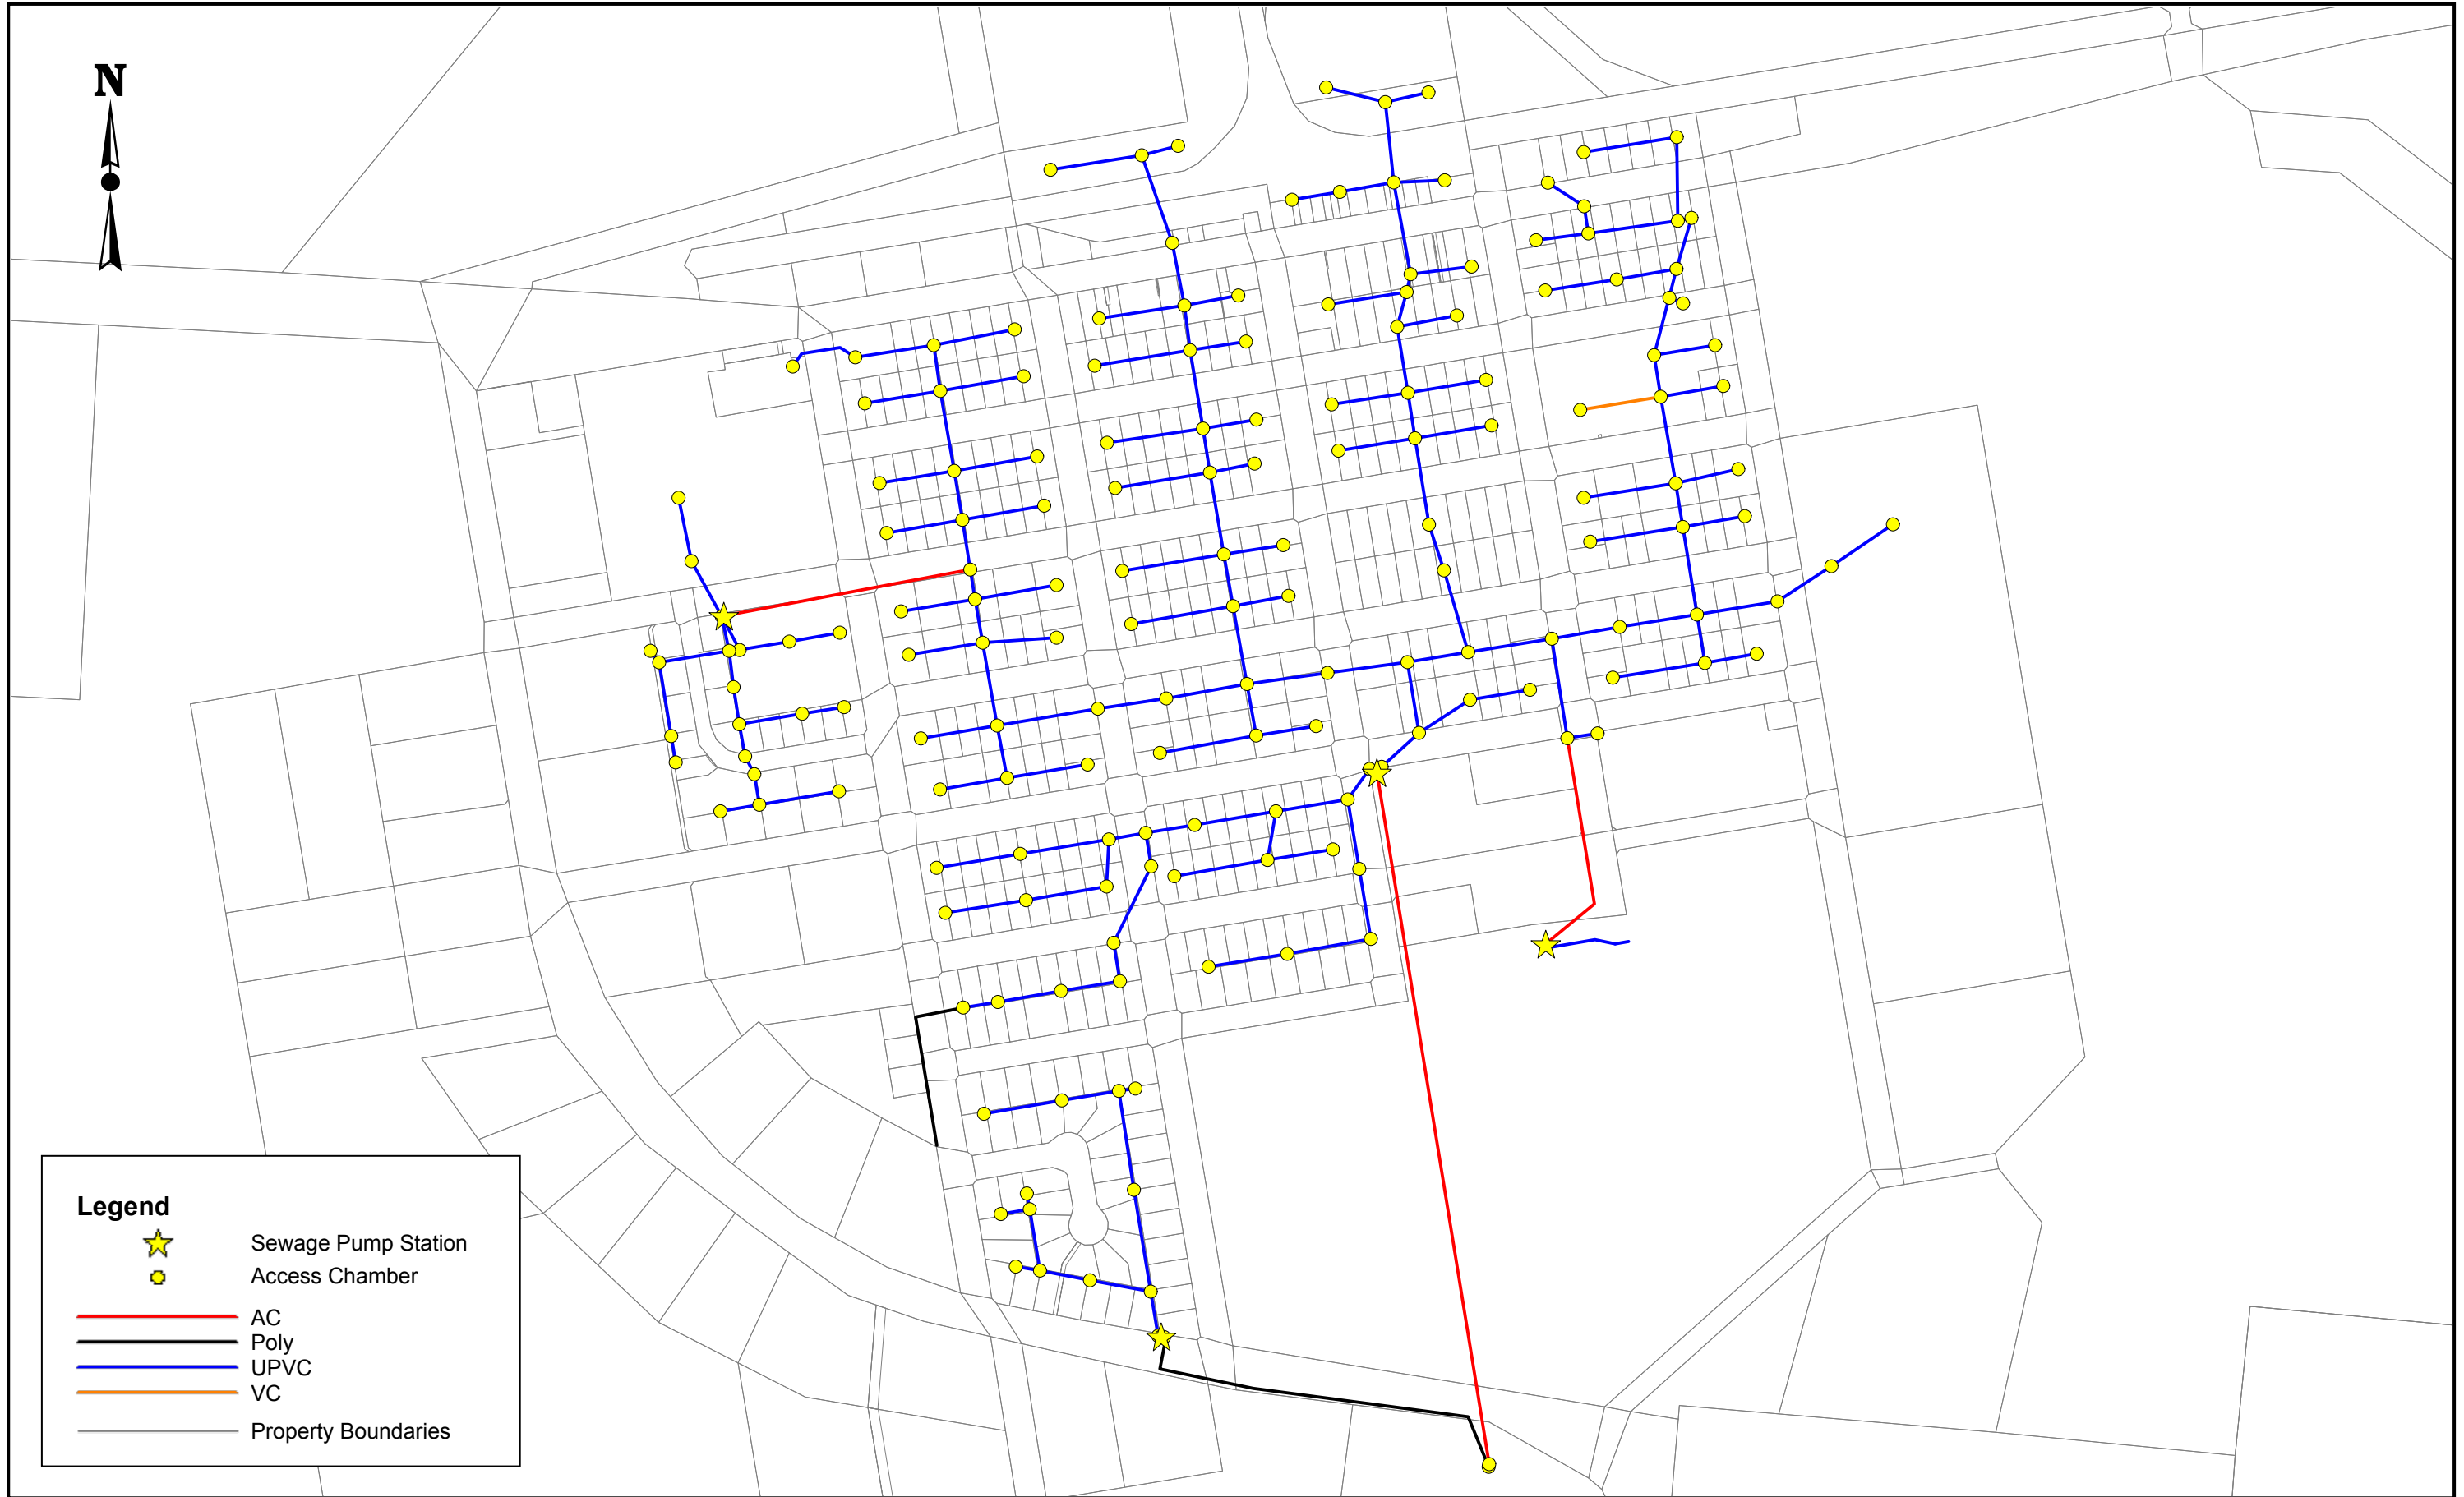 N
Legend
Sewage Pump Station
Access Chamber
AC
Poly
UPVC
VC
Property Boundaries